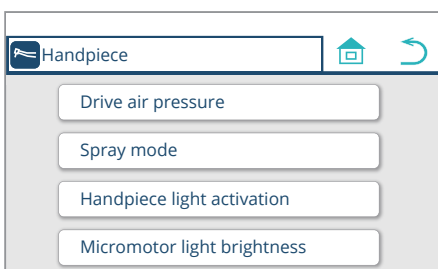 Handpiece
Drive air pressure
Spray mode
Handpiece light activation
Micromotor light brightness